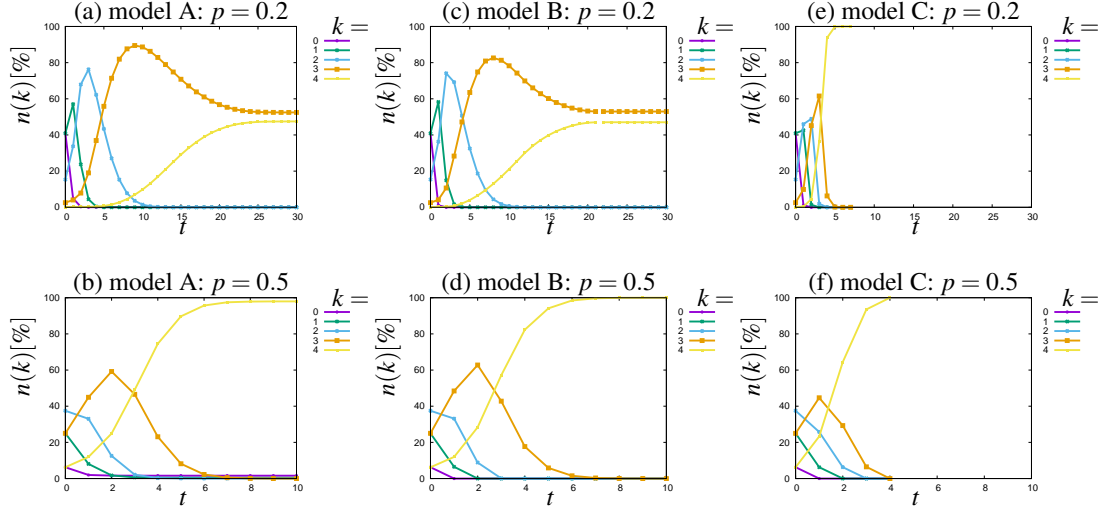 (a) model A: p = 0.2
k =
0
1
2
3
4
n(k)[%]
100
80
60
40
20
0
0 5 10 15 20 25 30
t
(c) model B: p = 0.2
k =
0
1
2
3
4
n(k)[%]
100
80
60
40
20
0
0 5 10 15 20 25 30
t
(e) model C: p = 0.2
k =
0
1
2
3
4
n(k)[%]
100
80
60
40
20
0
0 5 10 15 20 25 30
t
(b) model A: p = 0.5
k =
0
1
2
3
4
n(k)[%]
100
80
60
40
20
0
0 2 4 6 8 10
t
(d) model B: p = 0.5
k =
0
1
2
3
4
n(k)[%]
100
80
60
40
20
0
0 2 4 6 8 10
t
(f) model C: p = 0.5
k =
0
1
2
3
4
n(k)[%]
100
80
60
40
20
0
0 2 4 6 8 10
t